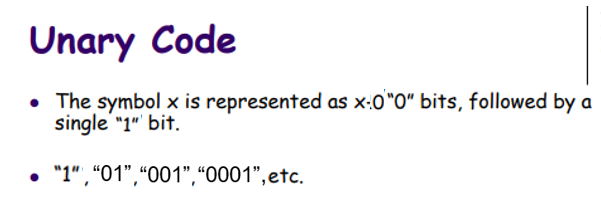 Unary Code
• The symbol x is represented as x-:0 "0" bits, followed by a
single "1" bit.
• "1", "01", "001", "0001", etc.